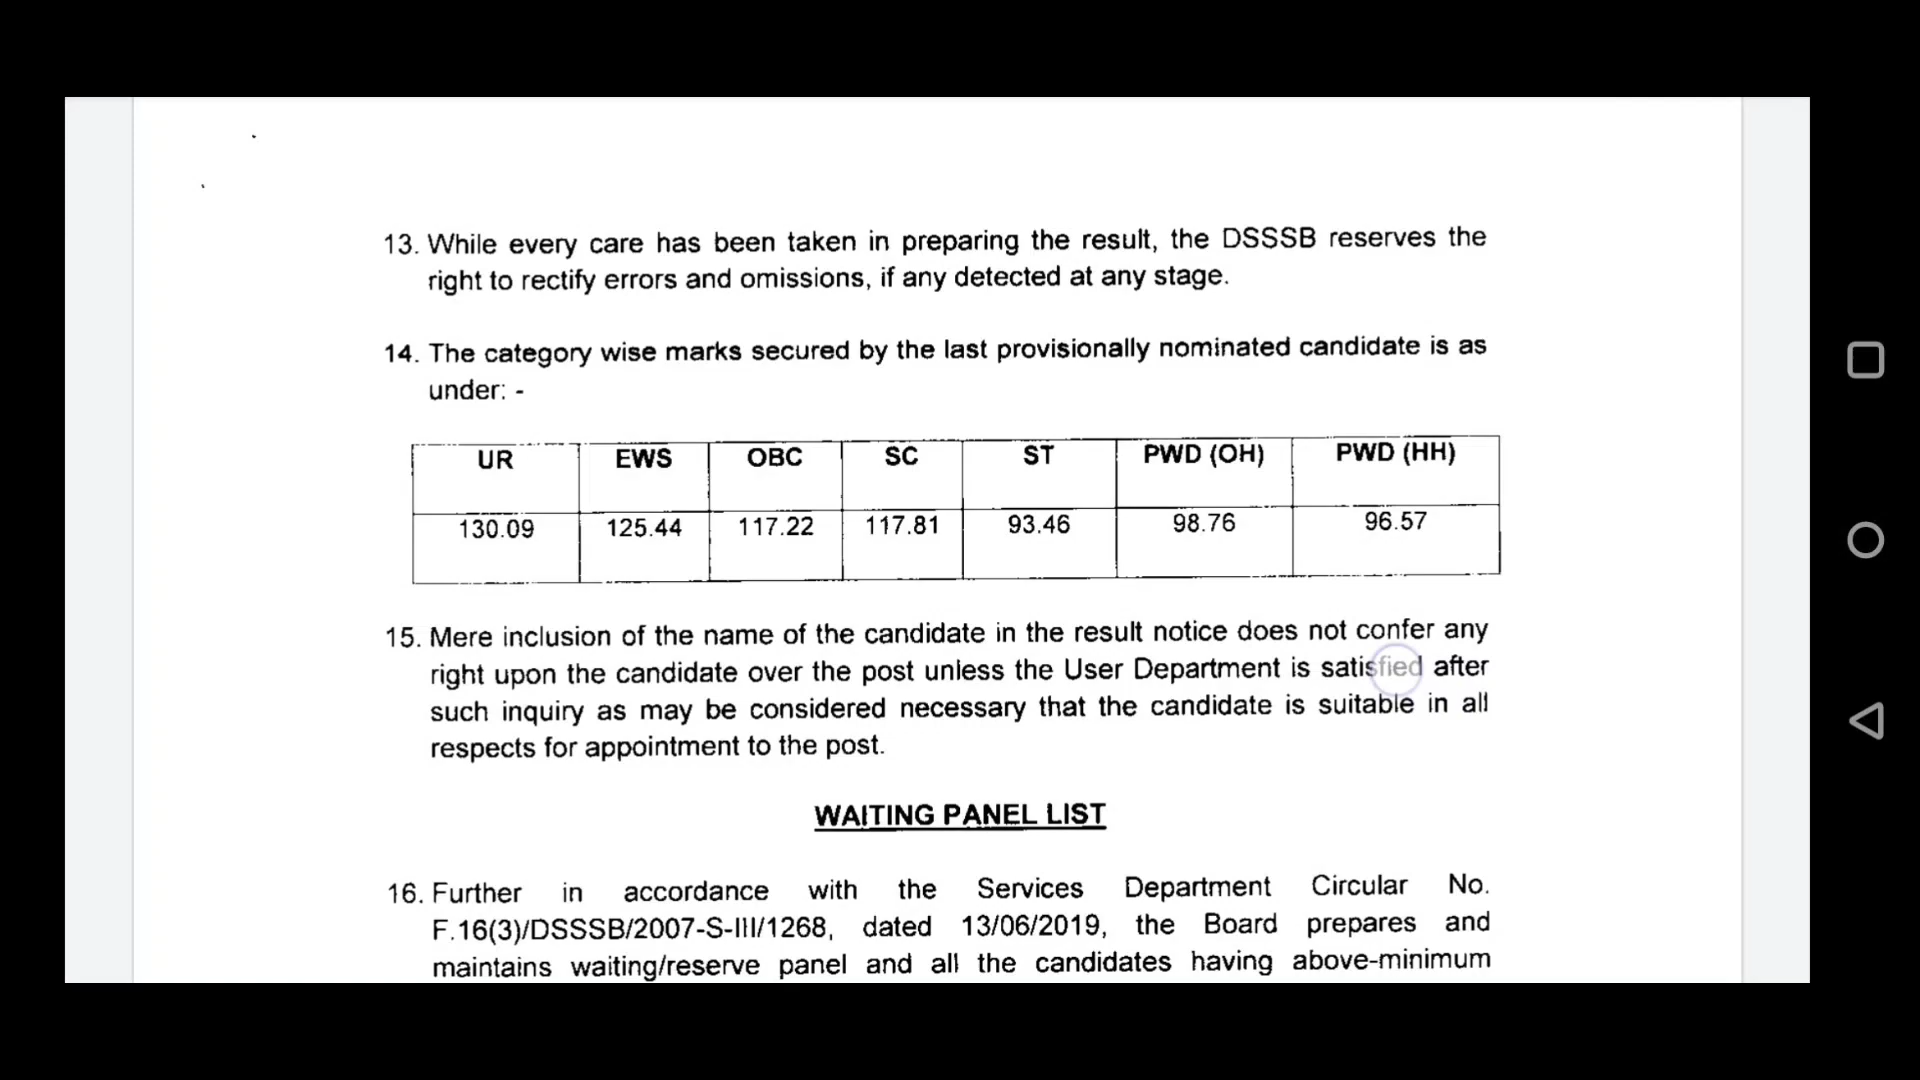 13. While every care has been taken in preparing the result, the DSSSB reserves the
right to rectify errors and omissions, if any detected at any stage.
14. The category wise marks secured by the last provisionally nominated candidate is as
under: -
UR EWS OBC SC ST PWD (OH) PWD (HH)
130.09 125.44 117.22 117.81 93.46 98.76 96.57
15. Mere inclusion of the name of the candidate in the result notice does not confer any
right upon the candidate over the post unless the User Department is satisfied after
such inquiry as may be considered necessary that the candidate is suitable in all
respects for appointment to the post.
WAITING PANEL LIST
16. Further in accordance with the Services Department Circular No.
F.16(3)/DSSSB/2007-S-III/1268, dated 13/06/2019, the Board prepares and
maintains waiting/reserve panel and all the candidates having above-minimum